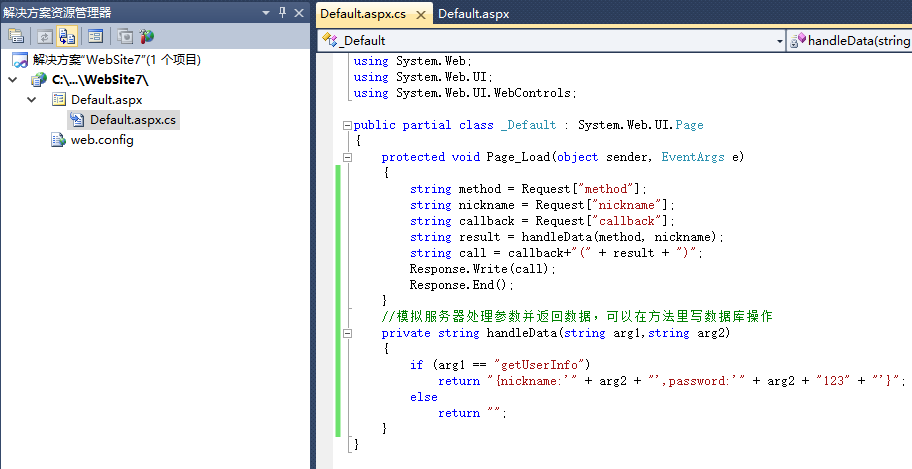 解决方案资源管理器
解决方案"WebSite7"(1 个项目)
C:\...\WebSite7\
Default.aspx
Default.aspx.cs
web.config
Default.aspx.cs
Default.aspx
_Default
handleData(string
using System.Web;
using System.Web.UI;
using System.Web.UI.WebControls;
public partial class _Default : System.Web.UI.Page
{
protected void Page_Load(object sender, EventArgs e)
{
string method = Request["method"];
string nickname = Request["nickname"];
string callback = Request["callback"];
string result = handleData(method, nickname);
string call = callback+"(" + result + ")";
Response.Write(call);
Response.End();
}
//模拟服务器处理参数并返回数据，可以在方法里写数据库操作
private string handleData(string arg1,string arg2)
{
if (arg1 == "getUserInfo")
return "{nickname:'" + arg2 + "',password:'" + arg2 + "123" + "'}";
else
return "";
}
}